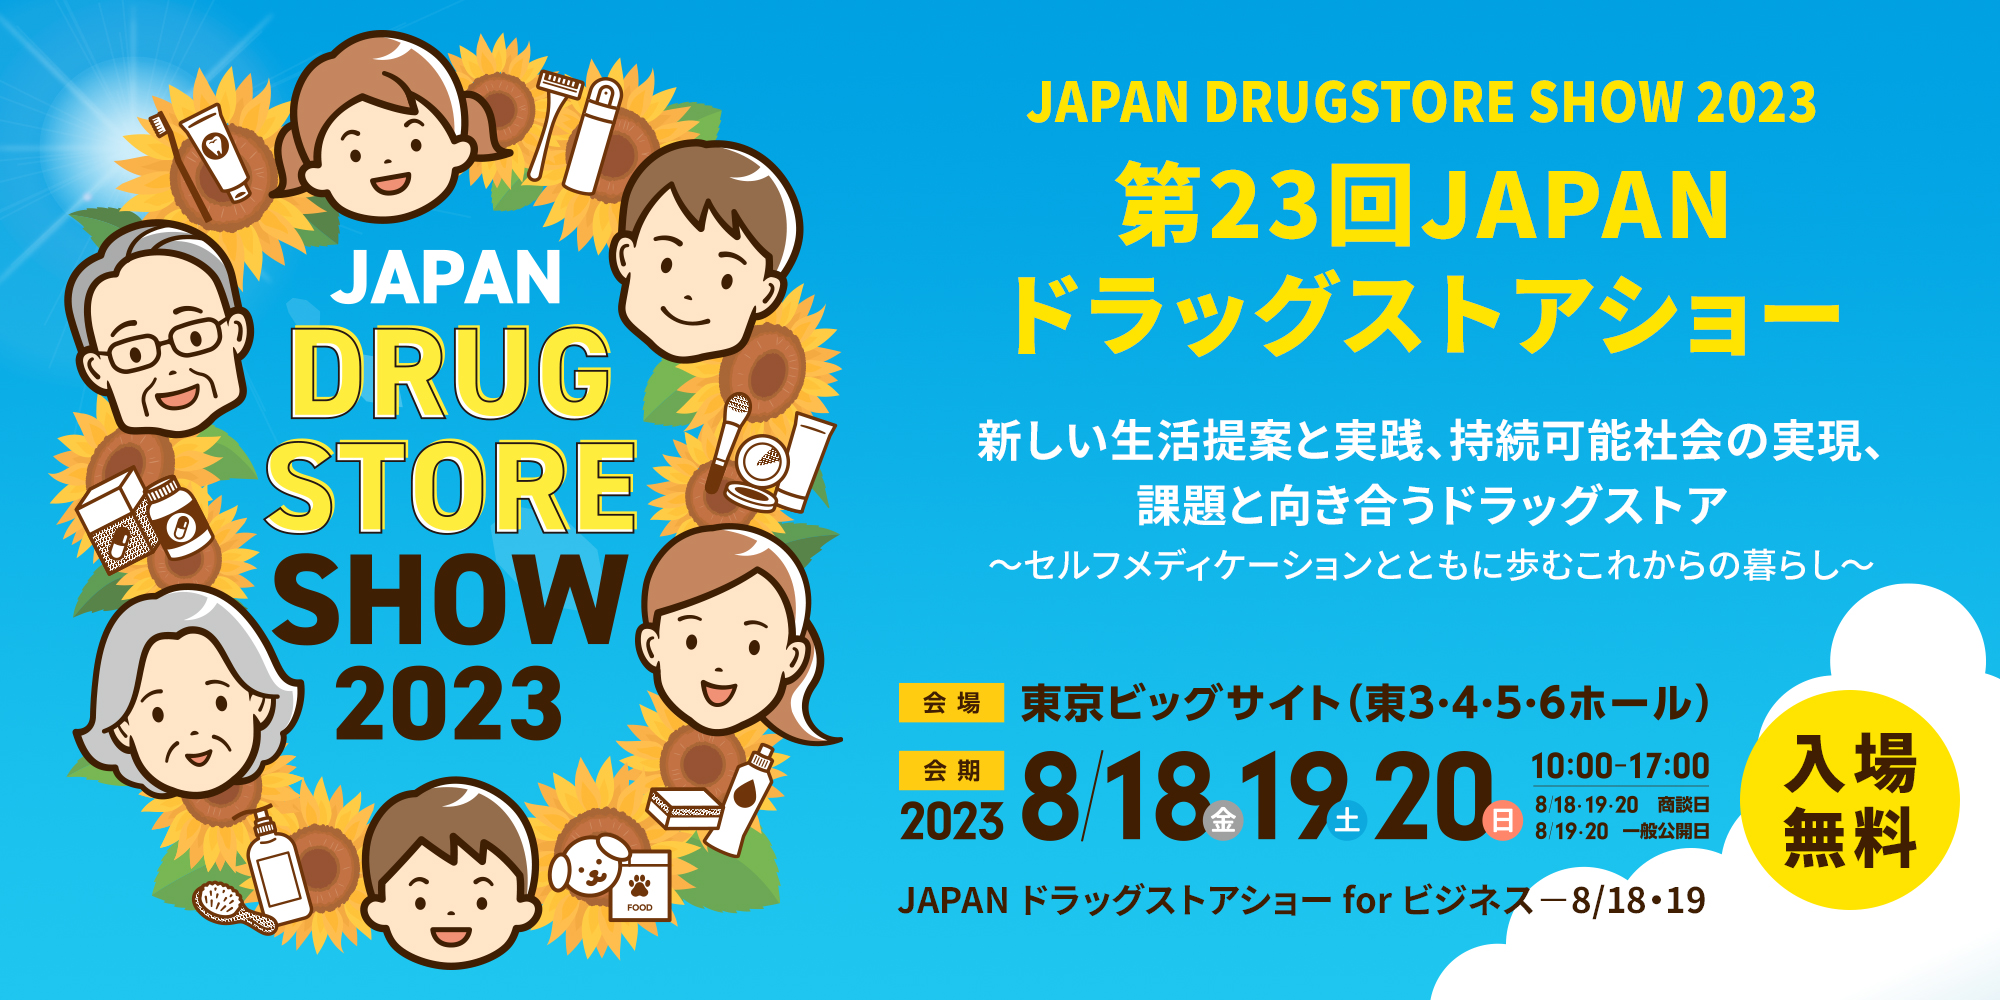 JAPAN
DRUG
STORE
SHOW
2023
FOOD
JAPAN DRUGSTORE SHOW 2023
第23回JAPAN
ドラッグストアショー
新しい生活提案と実践、持続可能社会の実現、
課題と向き合うドラッグストア
～セルフメディケーションとともに歩むこれからの暮らし～
会場 東京ビッグサイト（東3・4・5・6ホール）
会期 2023 8/18金19土20日
10:00-17:00
8/18・19・20 商談日
8/19・20 一般公開日
JAPAN ドラッグストアショー for ビジネス－8/18・19
入場
無料